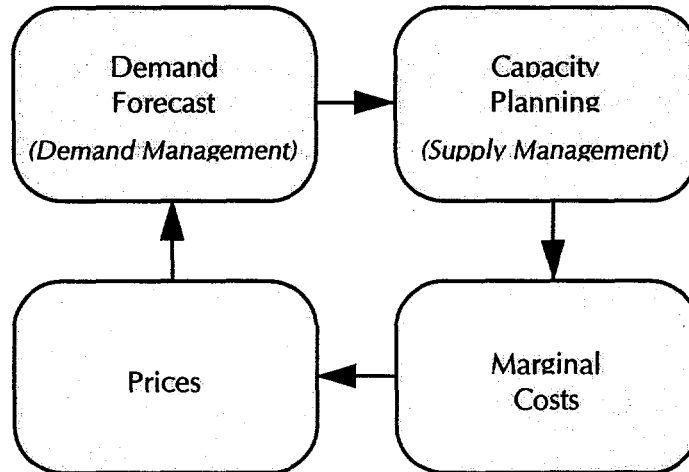 Demand
Forecast
(Demand Management)
Capacity
Planning
(Supply Management)
Prices
Marginal
Costs